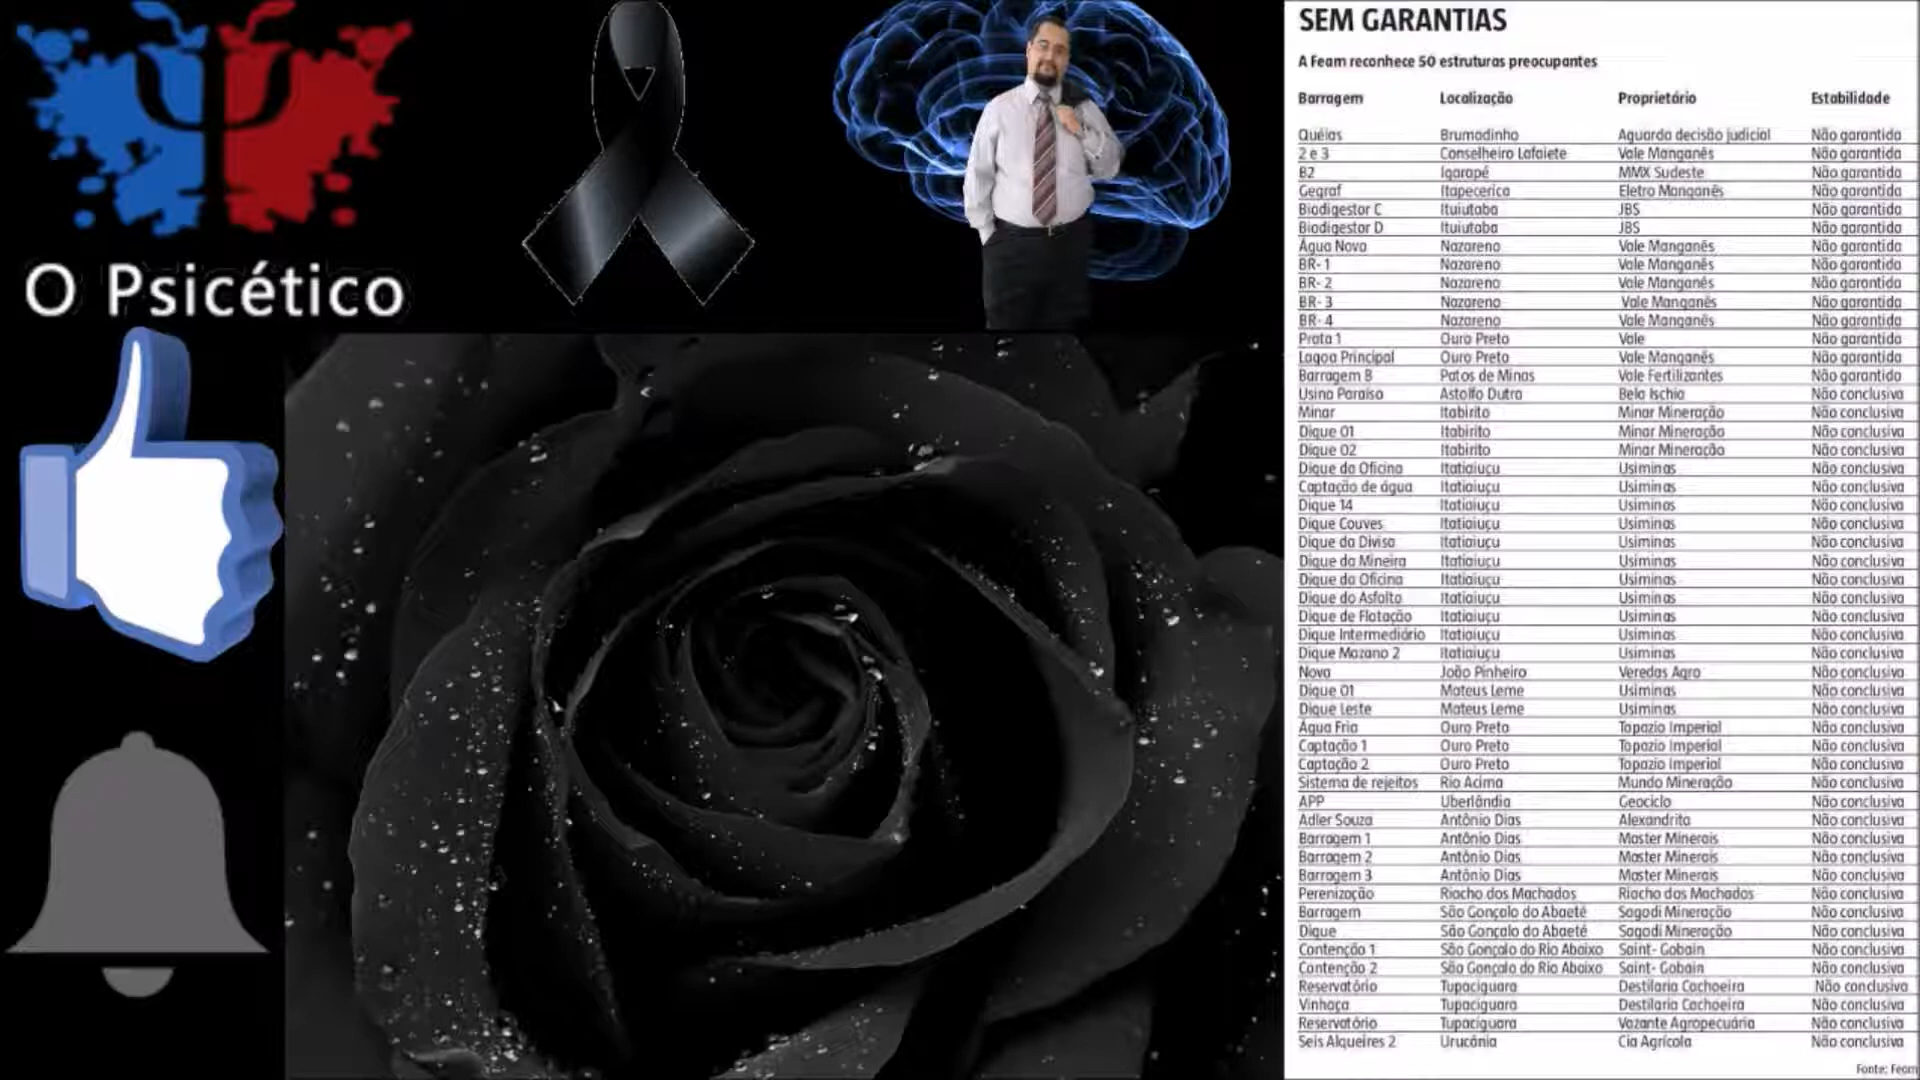 O Psicético
SEM GARANTIAS
A Feam reconhece 50 estruturas preocupantes
Barragem Localização Proprietário Estabilidade
Quéias Brumadinho Aguarda decisão judicial Não garantida
2 e 3 Conselheiro Lafaiete Vale Manganês Não garantida
B2 Igarapé MMX Sudeste Não garantida
Gegraf Itapecerica Eletro Manganês Não garantida
Biodigestor C Ituiutaba JBS Não garantida
Biodigestor D Ituiutaba JBS Não garantida
Água Nova Nazareno Vale Manganês Não garantida
BR- 1 Nazareno Vale Manganês Não garantida
BR- 2 Nazareno Vale Manganês Não garantida
BR- 3 Nazareno Vale Manganês Não garantida
BR- 4 Nazareno Vale Manganês Não garantida
Prata 1 Ouro Preto Vale Não garantida
Lagoa Principal Ouro Preto Vale Manganês Não garantida
Barragem B Patos de Minas Vale Fertilizantes Não garantida
Usina Paraíso Astolfo Dutra Bela Ischia Não conclusiva
Minar Itabirito Minar Mineração Não conclusiva
Dique 01 Itabirito Minar Mineração Não conclusiva
Dique 02 Itabirito Minar Mineração Não conclusiva
Dique da Oficina Itatiaiuçu Usiminas Não conclusiva
Captação de água Itatiaiuçu Usiminas Não conclusiva
Dique 14 Itatiaiuçu Usiminas Não conclusiva
Dique Couves Itatiaiuçu Usiminas Não conclusiva
Dique da Divisa Itatiaiuçu Usiminas Não conclusiva
Dique da Mineira Itatiaiuçu Usiminas Não conclusiva
Dique da Oficina Itatiaiuçu Usiminas Não conclusiva
Dique do Asfalto Itatiaiuçu Usiminas Não conclusiva
Dique de Flotação Itatiaiuçu Usiminas Não conclusiva
Dique Intermediário Itatiaiuçu Usiminas Não conclusiva
Dique Mazano 2 Itatiaiuçu Usiminas Não conclusiva
Nova João Pinheiro Veredas Agro Não conclusiva
Dique 01 Mateus Leme Usiminas Não conclusiva
Dique Leste Mateus Leme Usiminas Não conclusiva
Água Fria Ouro Preto Topazio Imperial Não conclusiva
Captação 1 Ouro Preto Topazio Imperial Não conclusiva
Captação 2 Ouro Preto Topazio Imperial Não conclusiva
Sistema de rejeitos Rio Acima Mundo Mineração Não conclusiva
APP Uberlândia Geociclo Não conclusiva
Adler Souza Antônio Dias Alexandrita Não conclusiva
Barragem 1 Antônio Dias Master Minerais Não conclusiva
Barragem 2 Antônio Dias Master Minerais Não conclusiva
Barragem 3 Antônio Dias Master Minerais Não conclusiva
Perenização Riacho dos Machados Riacho dos Machados Não conclusiva
Barragem São Gonçalo do Abaeté Sagadi Mineração Não conclusiva
Dique São Gonçalo do Abaeté Sagadi Mineração Não conclusiva
Contenção 1 São Gonçalo do Rio Abaixo Saint- Gobain Não conclusiva
Contenção 2 São Gonçalo do Rio Abaixo Saint- Gobain Não conclusiva
Reservatório Tupaciguara Destilaria Cachoeira Não conclusiva
Vinhaça Tupaciguara Destilaria Cachoeira Não conclusiva
Reservatório Tupaciguara Vazante Agropecuária Não conclusiva
Seis Alqueires 2 Urucânia Cia Agrícola Não conclusiva
Fonte: Feam